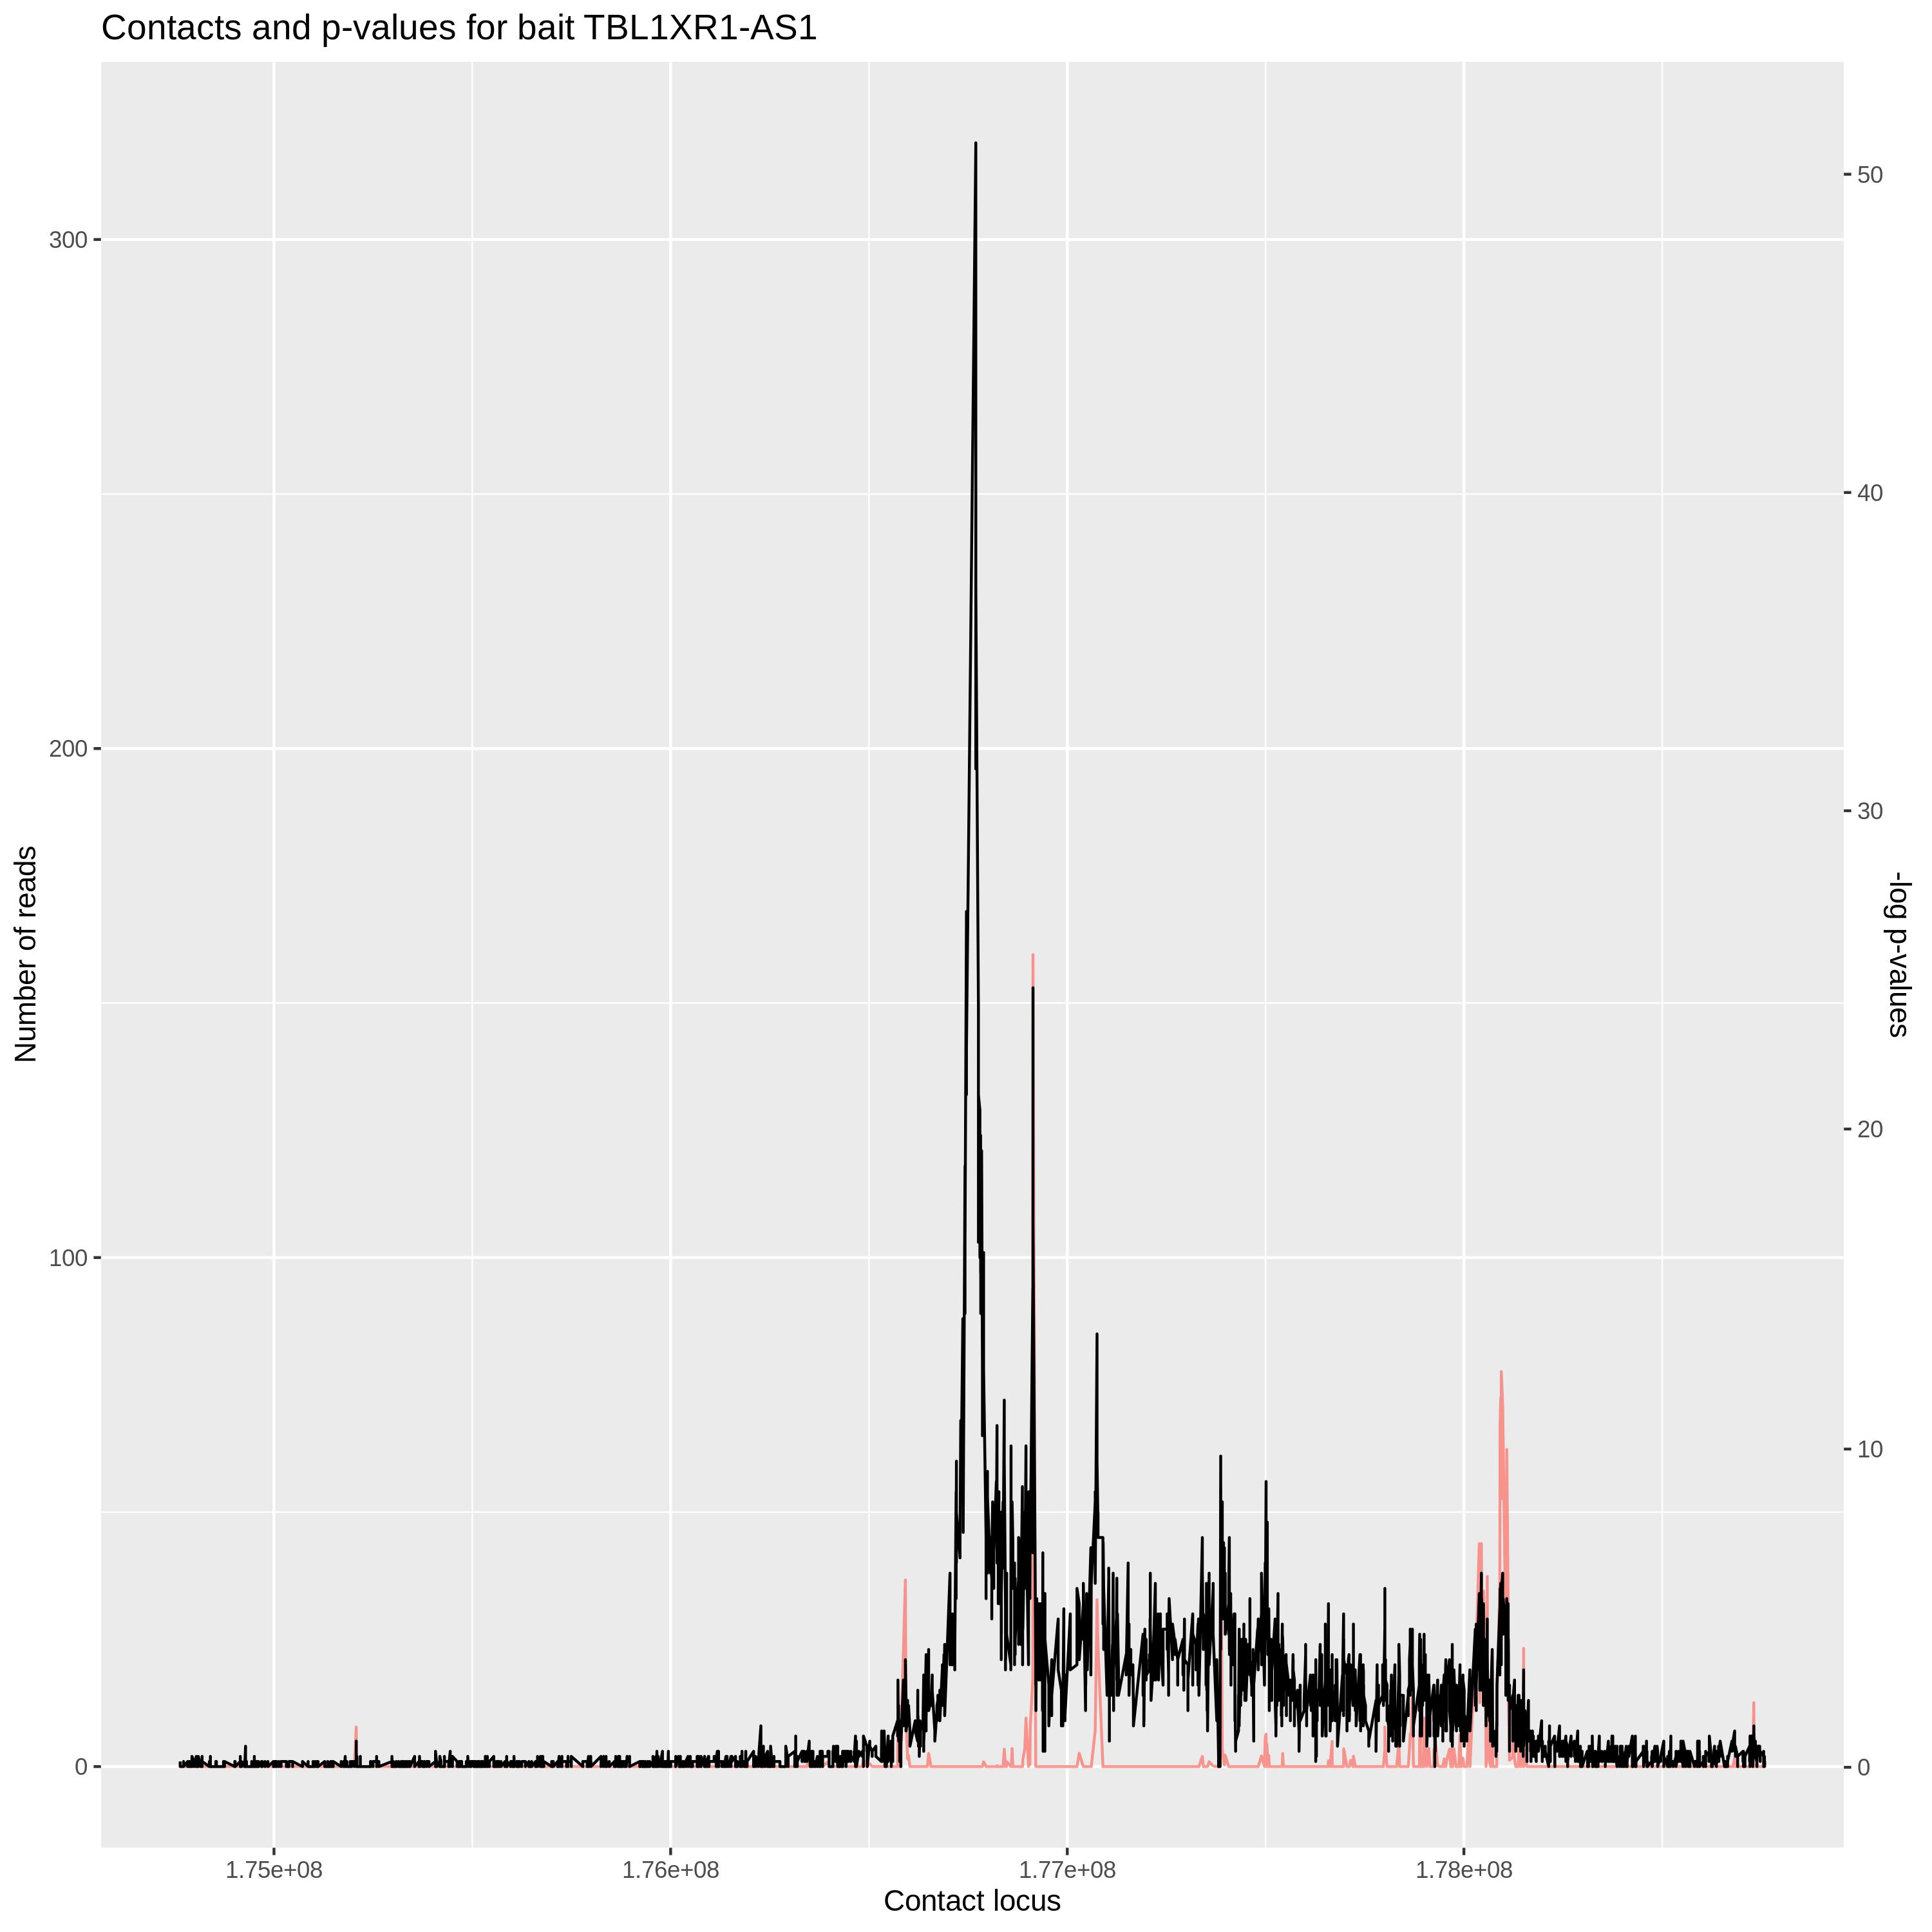 Contacts and p-values for bait TBL1XR1-AS1
Number of reads
300
200
100
0
50
40
30
20
10
0
-log p-values
1.75e+08
1.76e+08
1.77e+08
1.78e+08
Contact locus